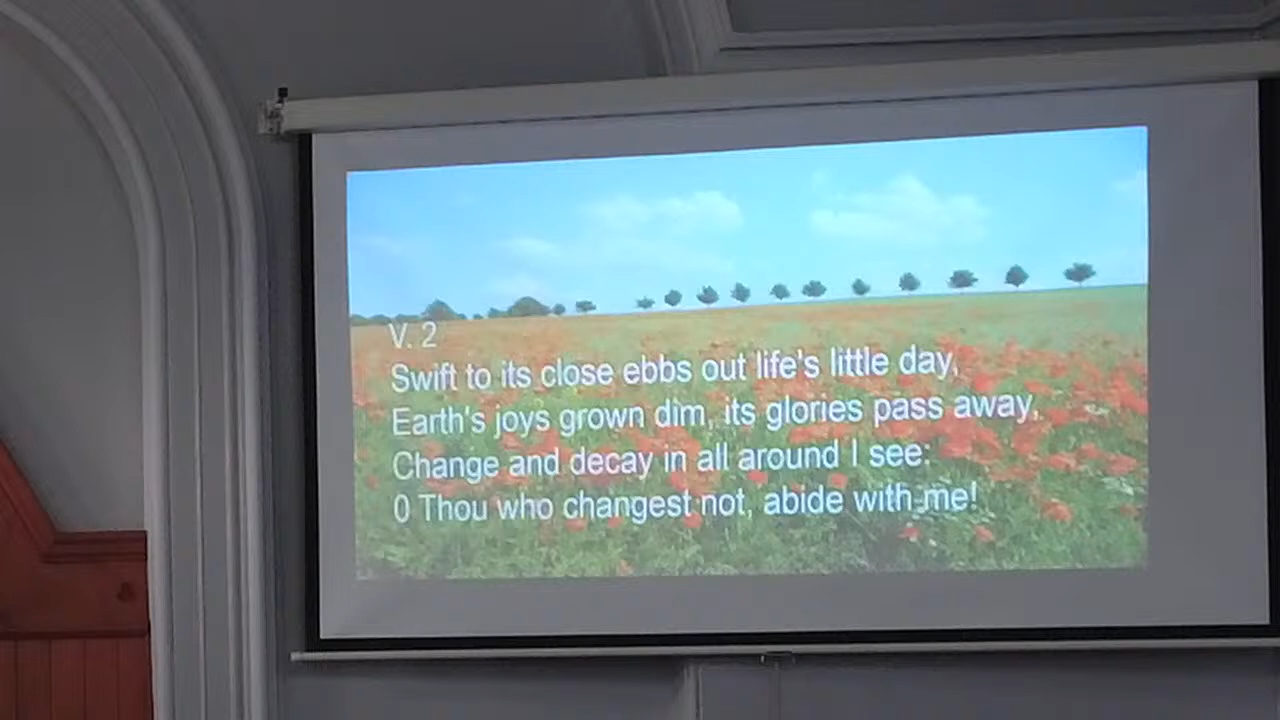 V. 2
Swift to its close ebbs out life's little day,
Earth's joys grown dim, its glories pass away,
Change and decay in all around I see:
0 Thou who changest not, abide with me!